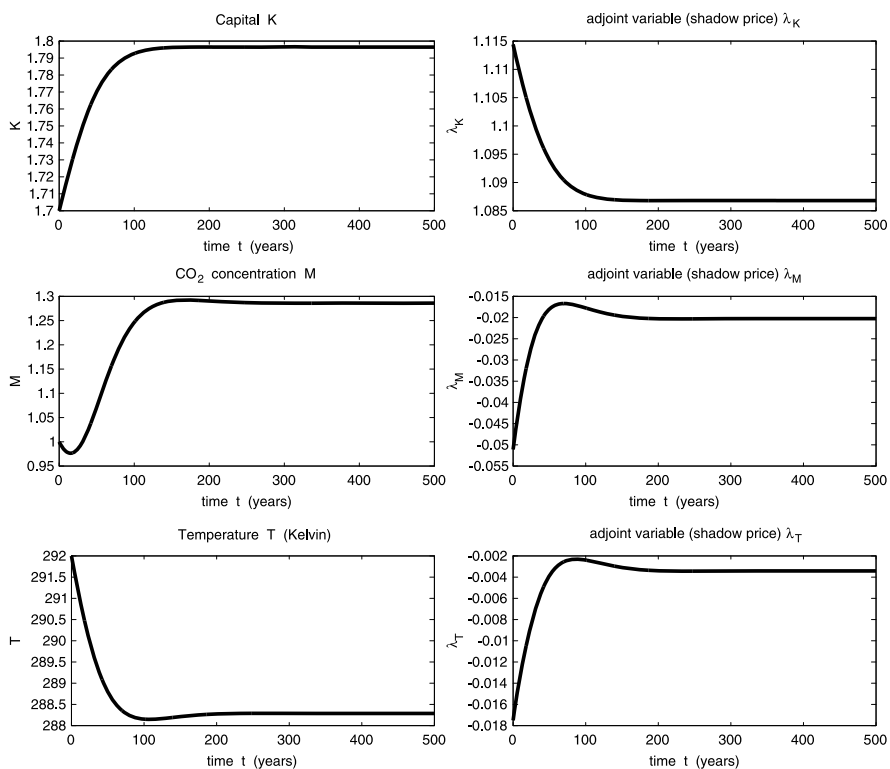 Capital K
1.8
1.79
1.78
1.77
1.76
1.75
1.74
1.73
1.72
1.71
1.7
K
0 100 200 300 400 500
time t (years)
adjoint variable (shadow price) λ_K
1.115
1.11
1.105
1.1
1.095
1.09
1.085
λ_K
0 100 200 300 400 500
time t (years)
CO₂ concentration M
1.3
1.25
1.2
1.15
1.1
1.05
1
0.95
M
0 100 200 300 400 500
time t (years)
adjoint variable (shadow price) λ_M
-0.015
-0.02
-0.025
-0.03
-0.035
-0.04
-0.045
-0.05
-0.055
λ_M
0 100 200 300 400 500
time t (years)
Temperature T (Kelvin)
292
291.5
291
290.5
290
289.5
289
288.5
288
T
0 100 200 300 400 500
time t (years)
adjoint variable (shadow price) λ_T
-0.002
-0.004
-0.006
-0.008
-0.01
-0.012
-0.014
-0.016
-0.018
λ_T
0 100 200 300 400 500
time t (years)